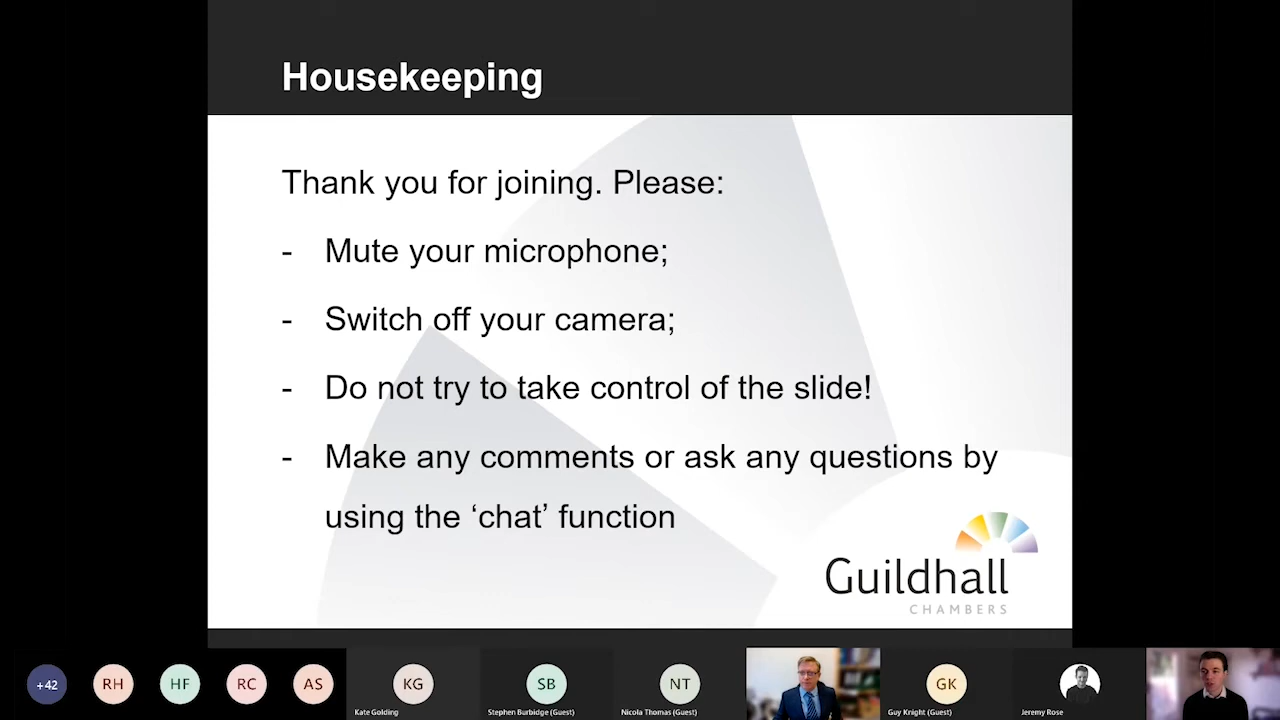 Housekeeping
Thank you for joining. Please:
- Mute your microphone;
- Switch off your camera;
- Do not try to take control of the slide!
- Make any comments or ask any questions by
using the ‘chat’ function
Guildhall
CHAMBERS
+42 RH HF RC AS KG SB NT GK
Kate Golding Stephen Burbidge (Guest) Nicola Thomas (Guest) Guy Knight (Guest) Jeremy Rose